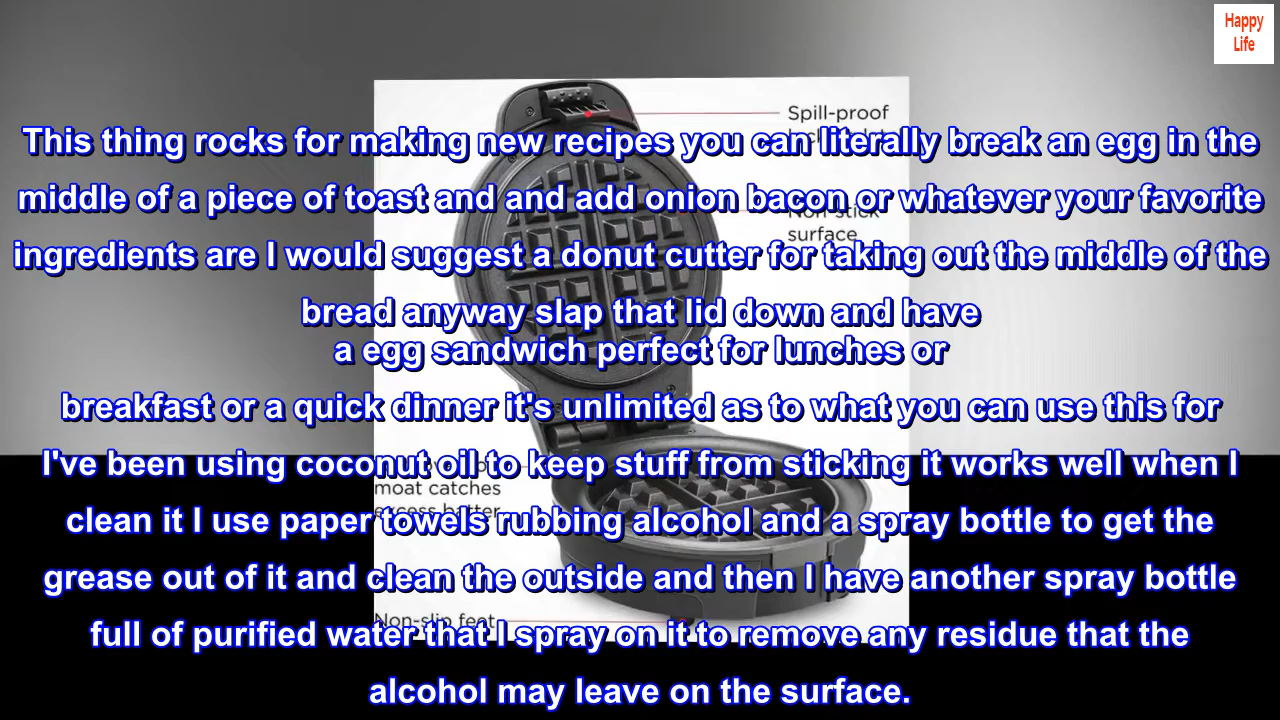 Happy
Life
Spill-proof
This thing rocks for making new recipes you can literally break an egg in the
middle of a piece of toast and and add onion bacon or whatever your favorite
Non-stick
surface
ingredients are I would suggest a donut cutter for taking out the middle of the
bread anyway slap that lid down and have
a egg sandwich perfect for lunches or
breakfast or a quick dinner it's unlimited as to what you can use this for
I've been using coconut oil to keep stuff from sticking it works well when I
moat catches
excess batter
clean it I use paper towels rubbing alcohol and a spray bottle to get the
grease out of it and clean the outside and then I have another spray bottle
Non-slip feet
full of purified water that I spray on it to remove any residue that the
alcohol may leave on the surface.